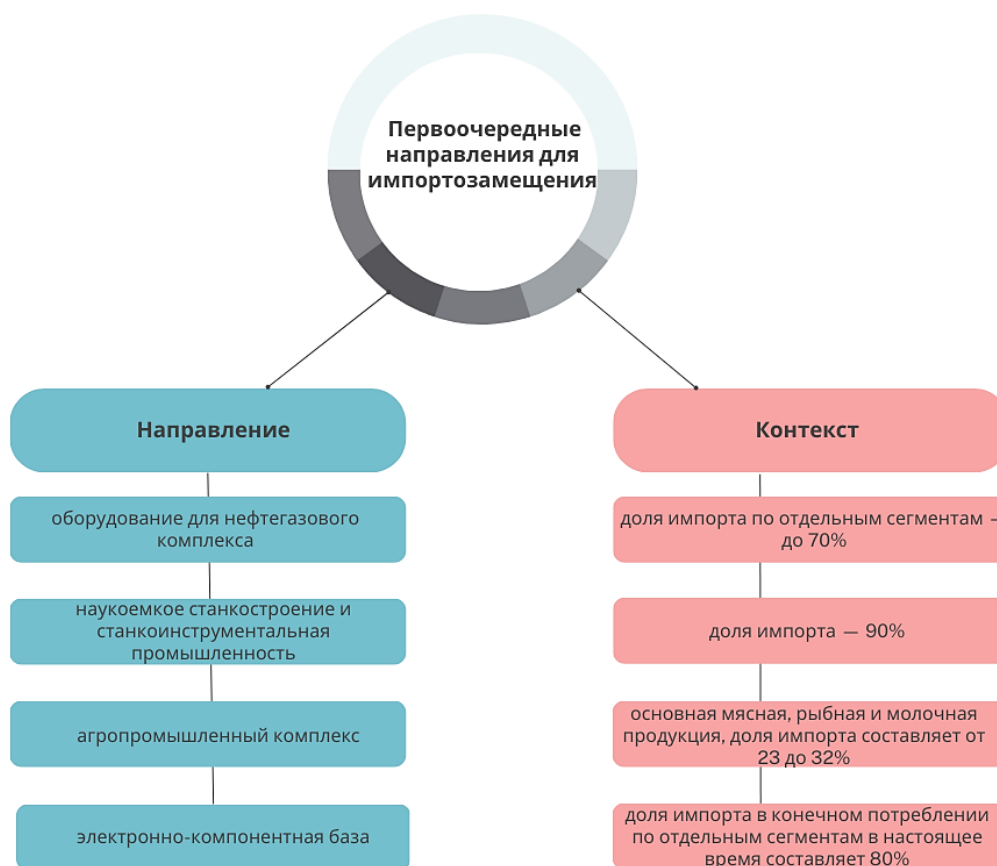 Первоочередные
направления для
импортозамещения
Направление
Контекст
оборудование для нефтегазового
комплекса
доля импорта по отдельным сегментам –
до 70%
наукоемкое станкостроение и
станкоинструментальная
промышленность
доля импорта — 90%
агропромышленный комплекс
основная мясная, рыбная и молочная
продукция, доля импорта составляет от
23 до 32%
электронно-компонентная база
доля импорта в конечном потреблении
по отдельным сегментам в настоящее
время составляет 80%